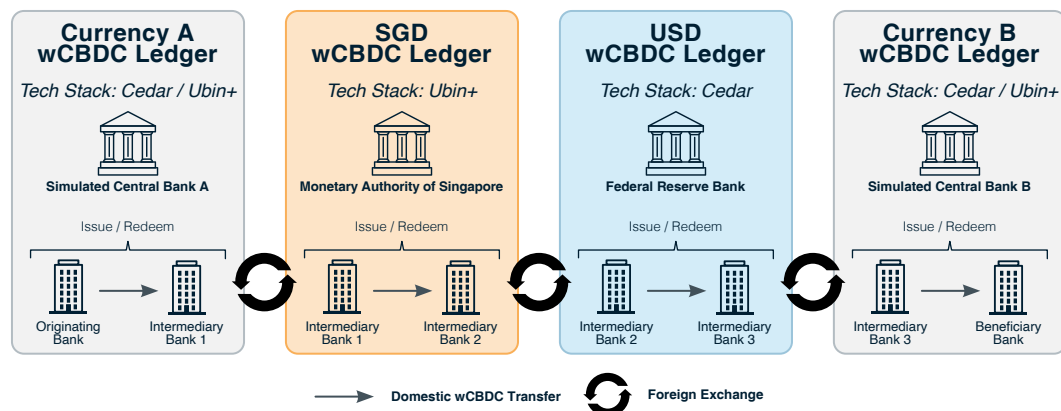 Currency A
wCBDC Ledger
Tech Stack: Cedar / Ubin+
Simulated Central Bank A
Issue / Redeem
Originating
Bank
Intermediary
Bank 1
SGD
wCBDC Ledger
Tech Stack: Ubin+
Monetary Authority of Singapore
Issue / Redeem
Intermediary
Bank 1
Intermediary
Bank 2
USD
wCBDC Ledger
Tech Stack: Cedar
Federal Reserve Bank
Issue / Redeem
Intermediary
Bank 2
Intermediary
Bank 3
Currency B
wCBDC Ledger
Tech Stack: Cedar / Ubin+
Simulated Central Bank B
Issue / Redeem
Intermediary
Bank 3
Beneficiary
Bank
Domestic wCBDC Transfer
Foreign Exchange